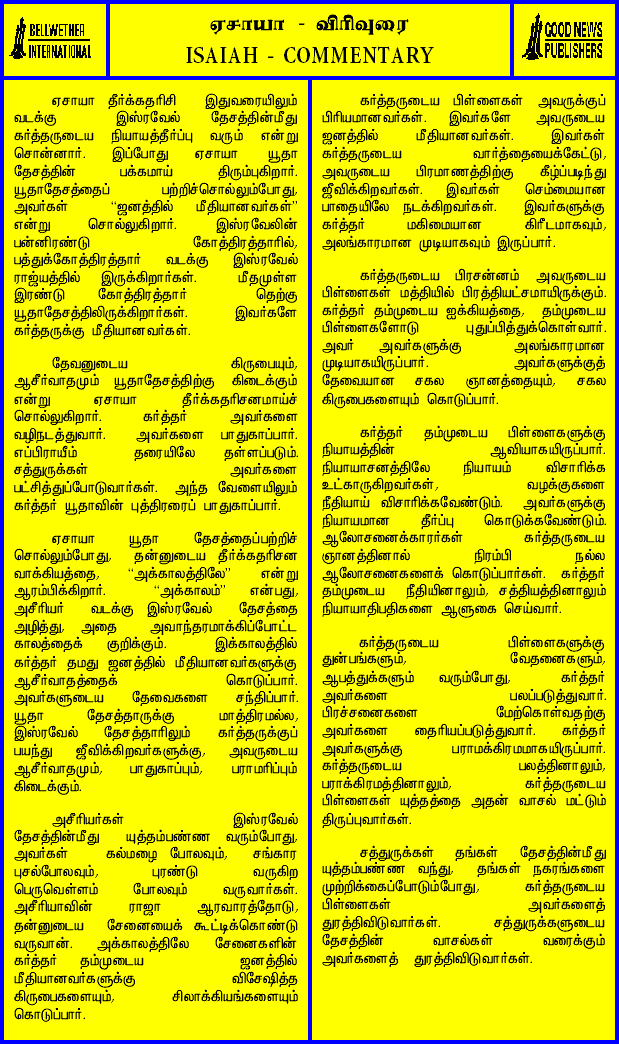 BELLWETHER
INTERNATIONAL
ஏசாயா - விரிவுரை
ISAIAH - COMMENTARY
GOOD NEWS
PUBLISHERS
ஏசாயா தீர்க்கதரிசி இதுவரையிலும்
வடக்கு இஸ்ரவேல் தேசத்தின்மீது
கர்த்தருடைய நியாயத்தீர்ப்பு வரும் என்று
சொன்னார். இப்போது ஏசாயா யூதா
தேசத்தின் பக்கமாய் திரும்புகிறார்.
யூதாதேசத்தைப் பற்றிச்சொல்லும்போது,
அவர்கள் “ஜனத்தில் மீதியானவர்கள்”
என்று சொல்லுகிறார். இஸ்ரவேலின்
பன்னிரண்டு கோத்திரத்தாரில்,
பத்துக்கோத்திரத்தார் வடக்கு இஸ்ரவேல்
ராஜ்யத்தில் இருக்கிறார்கள். மீதமுள்ள
இரண்டு கோத்திரத்தார் தெற்கு
யூதாதேசத்திலிருக்கிறார்கள். இவர்களே
கர்த்தருக்கு மீதியானவர்கள்.
தேவனுடைய கிருபையும்,
ஆசீர்வாதமும் யூதாதேசத்திற்கு கிடைக்கும்
என்று ஏசாயா தீர்க்கதரிசனமாய்ச்
சொல்லுகிறார். கர்த்தர் அவர்களை
வழிநடத்துவார். அவர்களை பாதுகாப்பார்.
எப்பிராயீம் தரையிலே தள்ளப்படும்.
சத்துருக்கள் அவர்களை
பட்சித்துப்போடுவார்கள். அந்த வேளையிலும்
கர்த்தர் யூதாவின் புத்திரரைப் பாதுகாப்பார்.
ஏசாயா யூதா தேசத்தைப்பற்றிச்
சொல்லும்போது, தன்னுடைய தீர்க்கதரிசன
வாக்கியத்தை, “அக்காலத்திலே” என்று
ஆரம்பிக்கிறார். “அக்காலம்” என்பது,
அசீரியர் வடக்கு இஸ்ரவேல் தேசத்தை
அழித்து, அதை அவாந்தரமாக்கிப்போட்ட
காலத்தைக் குறிக்கும். இக்காலத்தில்
கர்த்தர் தமது ஜனத்தில் மீதியானவர்களுக்கு
ஆசீர்வாதத்தைக் கொடுப்பார்.
அவர்களுடைய தேவைகளை சந்திப்பார்.
யூதா தேசத்தாருக்கு மாத்திரமல்ல,
இஸ்ரவேல் தேசத்தாரிலும் கர்த்தருக்குப்
பயந்து ஜீவிக்கிறவர்களுக்கு, அவருடைய
ஆசீர்வாதமும், பாதுகாப்பும், பராமரிப்பும்
கிடைக்கும்.
அசீரியர்கள் இஸ்ரவேல்
தேசத்தின்மீது யுத்தம்பண்ண வரும்போது,
அவர்கள் கல்மழை போலவும், சங்கார
புசல்போலவும், புரண்டு வருகிற
பெருவெள்ளம் போலவும் வருவார்கள்.
அசீரியாவின் ராஜா ஆரவாரத்தோடு,
தன்னுடைய சேனையைக் கூட்டிக்கொண்டு
வருவான். அக்காலத்திலே சேனைகளின்
கர்த்தர் தம்முடைய ஜனத்தில்
மீதியானவர்களுக்கு விசேஷித்த
கிருபைகளையும், சிலாக்கியங்களையும்
கொடுப்பார்.
கர்த்தருடைய பிள்ளைகள் அவருக்குப்
பிரியமானவர்கள். இவர்களே அவருடைய
ஜனத்தில் மீதியானவர்கள். இவர்கள்
கர்த்தருடைய வார்த்தையைக்கேட்டு,
அவருடைய பிரமாணத்திற்கு கீழ்ப்படிந்து
ஜீவிக்கிறவர்கள். இவர்கள் செம்மையான
பாதையிலே நடக்கிறவர்கள். இவர்களுக்கு
கர்த்தர் மகிமையான கிரீடமாகவும்,
அலங்காரமான முடியாகவும் இருப்பார்.
கர்த்தருடைய பிரசன்னம் அவருடைய
பிள்ளைகள் மத்தியில் பிரத்தியட்சமாயிருக்கும்.
கர்த்தர் தம்முடைய ஐக்கியத்தை, தம்முடைய
பிள்ளைகளோடு புதுப்பித்துக்கொள்வார்.
அவர் அவர்களுக்கு அலங்காரமான
முடியாகயிருப்பார். அவர்களுக்குத்
தேவையான சகல ஞானத்தையும், சகல
கிருபைகளையும் கொடுப்பார்.
கர்த்தர் தம்முடைய பிள்ளைகளுக்கு
நியாயத்தின் ஆவியாகயிருப்பார்.
நியாயாசனத்திலே நியாயம் விசாரிக்க
உட்காருகிறவர்கள், வழக்குகளை
நீதியாய் விசாரிக்கவேண்டும். அவர்களுக்கு
நியாயமான தீர்ப்பு கொடுக்கவேண்டும்.
ஆலோசனைக்காரர்கள் கர்த்தருடைய
ஞானத்தினால் நிரம்பி நல்ல
ஆலோசனைகளைக் கொடுப்பார்கள். கர்த்தர்
தம்முடைய நீதியினாலும், சத்தியத்தினாலும்
நியாயாதிபதிகளை ஆளுகை செய்வார்.
கர்த்தருடைய பிள்ளைகளுக்கு
துன்பங்களும், வேதனைகளும்,
ஆபத்துக்களும் வரும்போது, கர்த்தர்
அவர்களை பலப்படுத்துவார்.
பிரச்சனைகளை மேற்கொள்வதற்கு
அவர்களை தைரியப்படுத்துவார். கர்த்தர்
அவர்களுக்கு பராமக்கிரமமாகயிருப்பார்.
கர்த்தருடைய பலத்தினாலும்,
பராக்கிரமத்தினாலும், கர்த்தருடைய
பிள்ளைகள் யுத்தத்தை அதன் வாசல் மட்டும்
திருப்புவார்கள்.
சத்துருக்கள் தங்கள் தேசத்தின்மீது
யுத்தம்பண்ண வந்து, தங்கள் நகரங்களை
முற்றிக்கைப்போடும்போது, கர்த்தருடைய
பிள்ளைகள் அவர்களைத்
துரத்திவிடுவார்கள். சத்துருக்களுடைய
தேசத்தின் வாசல்கள் வரைக்கும்
அவர்களைத் துரத்திவிடுவார்கள்.